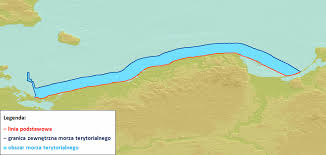 Legenda:
– linia podstawowa
– granica zewnętrzna morza terytorialnego
– obszar morza terytorialnego